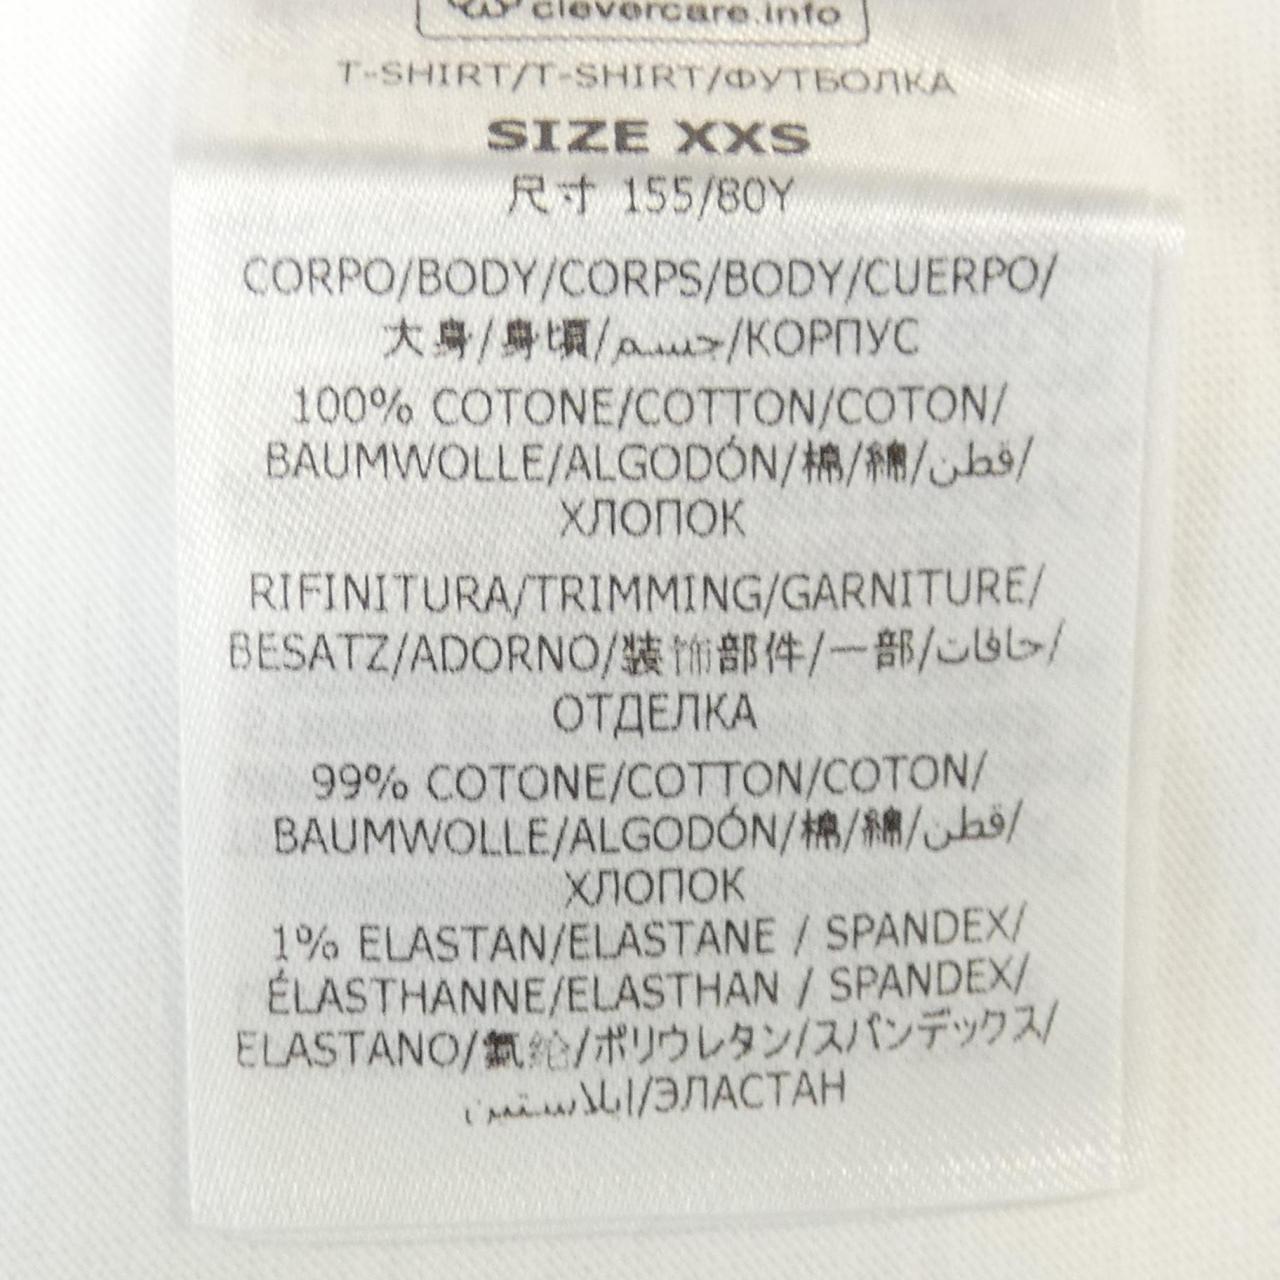 clevercare.info
T-SHIRT/T-SHIRT/ФУТБОЛКА
SIZE XXS
尺寸 155/80Y
CORPO/BODY/CORPS/BODY/CUERPO/
大身/身頃/جسم/КОРПУС
100% COTONE/COTTON/COTON/
BAUMWOLLE/ALGODÓN/棉/綿/قطن/
ХЛОПОК
RIFINITURA/TRIMMING/GARNITURE/
BESATZ/ADORNO/装饰部件/一部/حافات/
ОТДЕЛКА
99% COTONE/COTTON/COTON/
BAUMWOLLE/ALGODÓN/棉/綿/قطن/
ХЛОПОК
1% ELASTAN/ELASTANE / SPANDEX/
ÉLASTHANNE/ELASTHAN / SPANDEX/
ELASTANO/氨纶/ポリウレタン/スパンデックス/
ايلاستين/ЭЛАСТАН